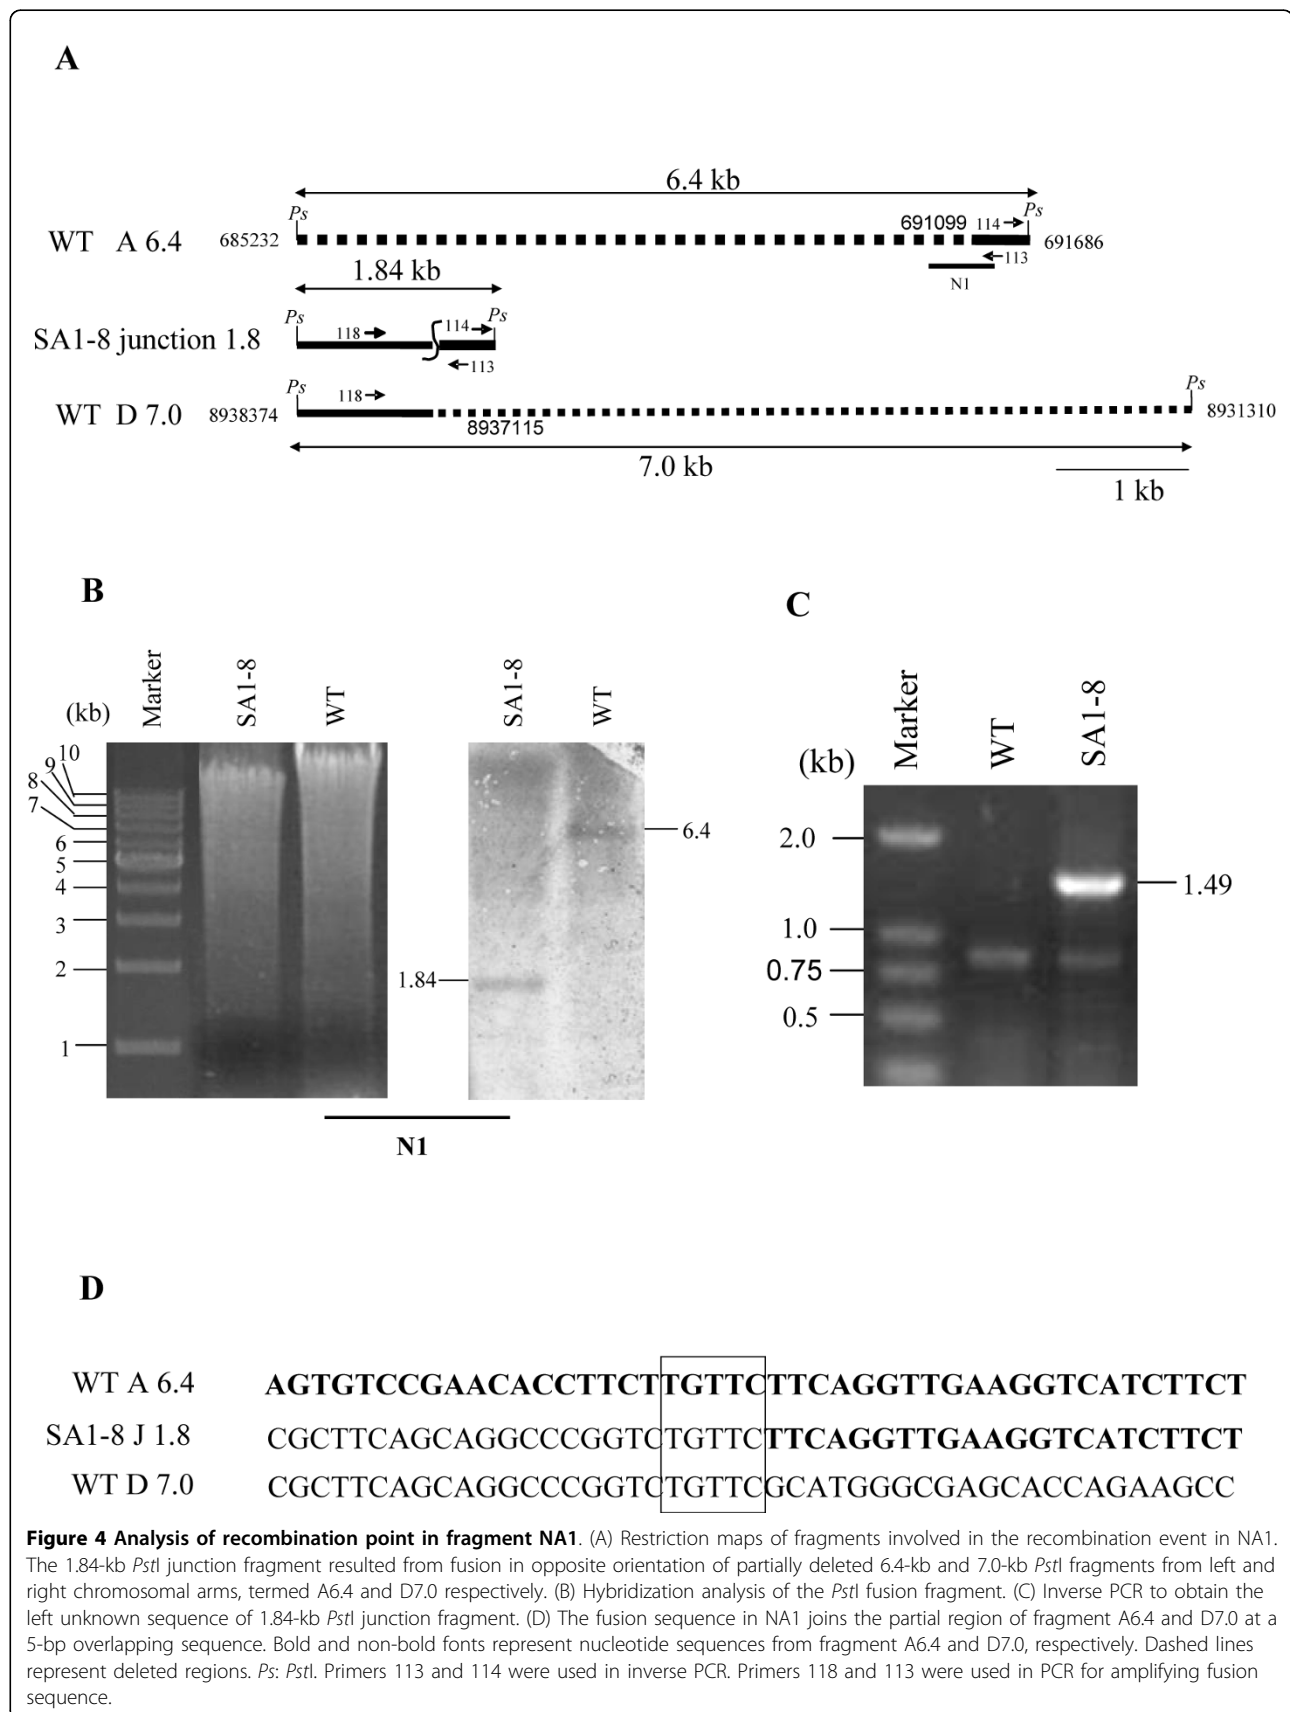 A
6.4 kb
Ps
Ps
WT A 6.4
685232
691099
114
691686
113
N1
1.84 kb
Ps
Ps
SA1-8 junction 1.8
118
114
113
Ps
Ps
WT D 7.0
8938374
118
8937115
8931310
7.0 kb
1 kb
B
(kb)
Marker
SA1-8
WT
SA1-8
WT
10
9
8
7
6
5
4
3
2
1
6.4
1.84
N1
C
(kb)
Marker
WT
SA1-8
2.0
1.0
0.75
0.5
1.49
D
WT A 6.4 AGTGTCCGAACACCTTCTTGTTCTTCAGGTTGAAGGTCATCTTCT
SA1-8 J 1.8 CGCTTCAGCAGGCCCGGTCTGTTCTTCAGGTTGAAGGTCATCTTCT
WT D 7.0 CGCTTCAGCAGGCCCGGTCTGTTCGCATGGGCGAGCACCAGAAGCC
Figure 4 Analysis of recombination point in fragment NA1. (A) Restriction maps of fragments involved in the recombination event in NA1.
The 1.84-kb PstI junction fragment resulted from fusion in opposite orientation of partially deleted 6.4-kb and 7.0-kb PstI fragments from left and
right chromosomal arms, termed A6.4 and D7.0 respectively. (B) Hybridization analysis of the PstI fusion fragment. (C) Inverse PCR to obtain the
left unknown sequence of 1.84-kb PstI junction fragment. (D) The fusion sequence in NA1 joins the partial region of fragment A6.4 and D7.0 at a
5-bp overlapping sequence. Bold and non-bold fonts represent nucleotide sequences from fragment A6.4 and D7.0, respectively. Dashed lines
represent deleted regions. Ps: PstI. Primers 113 and 114 were used in inverse PCR. Primers 118 and 113 were used in PCR for amplifying fusion
sequence.